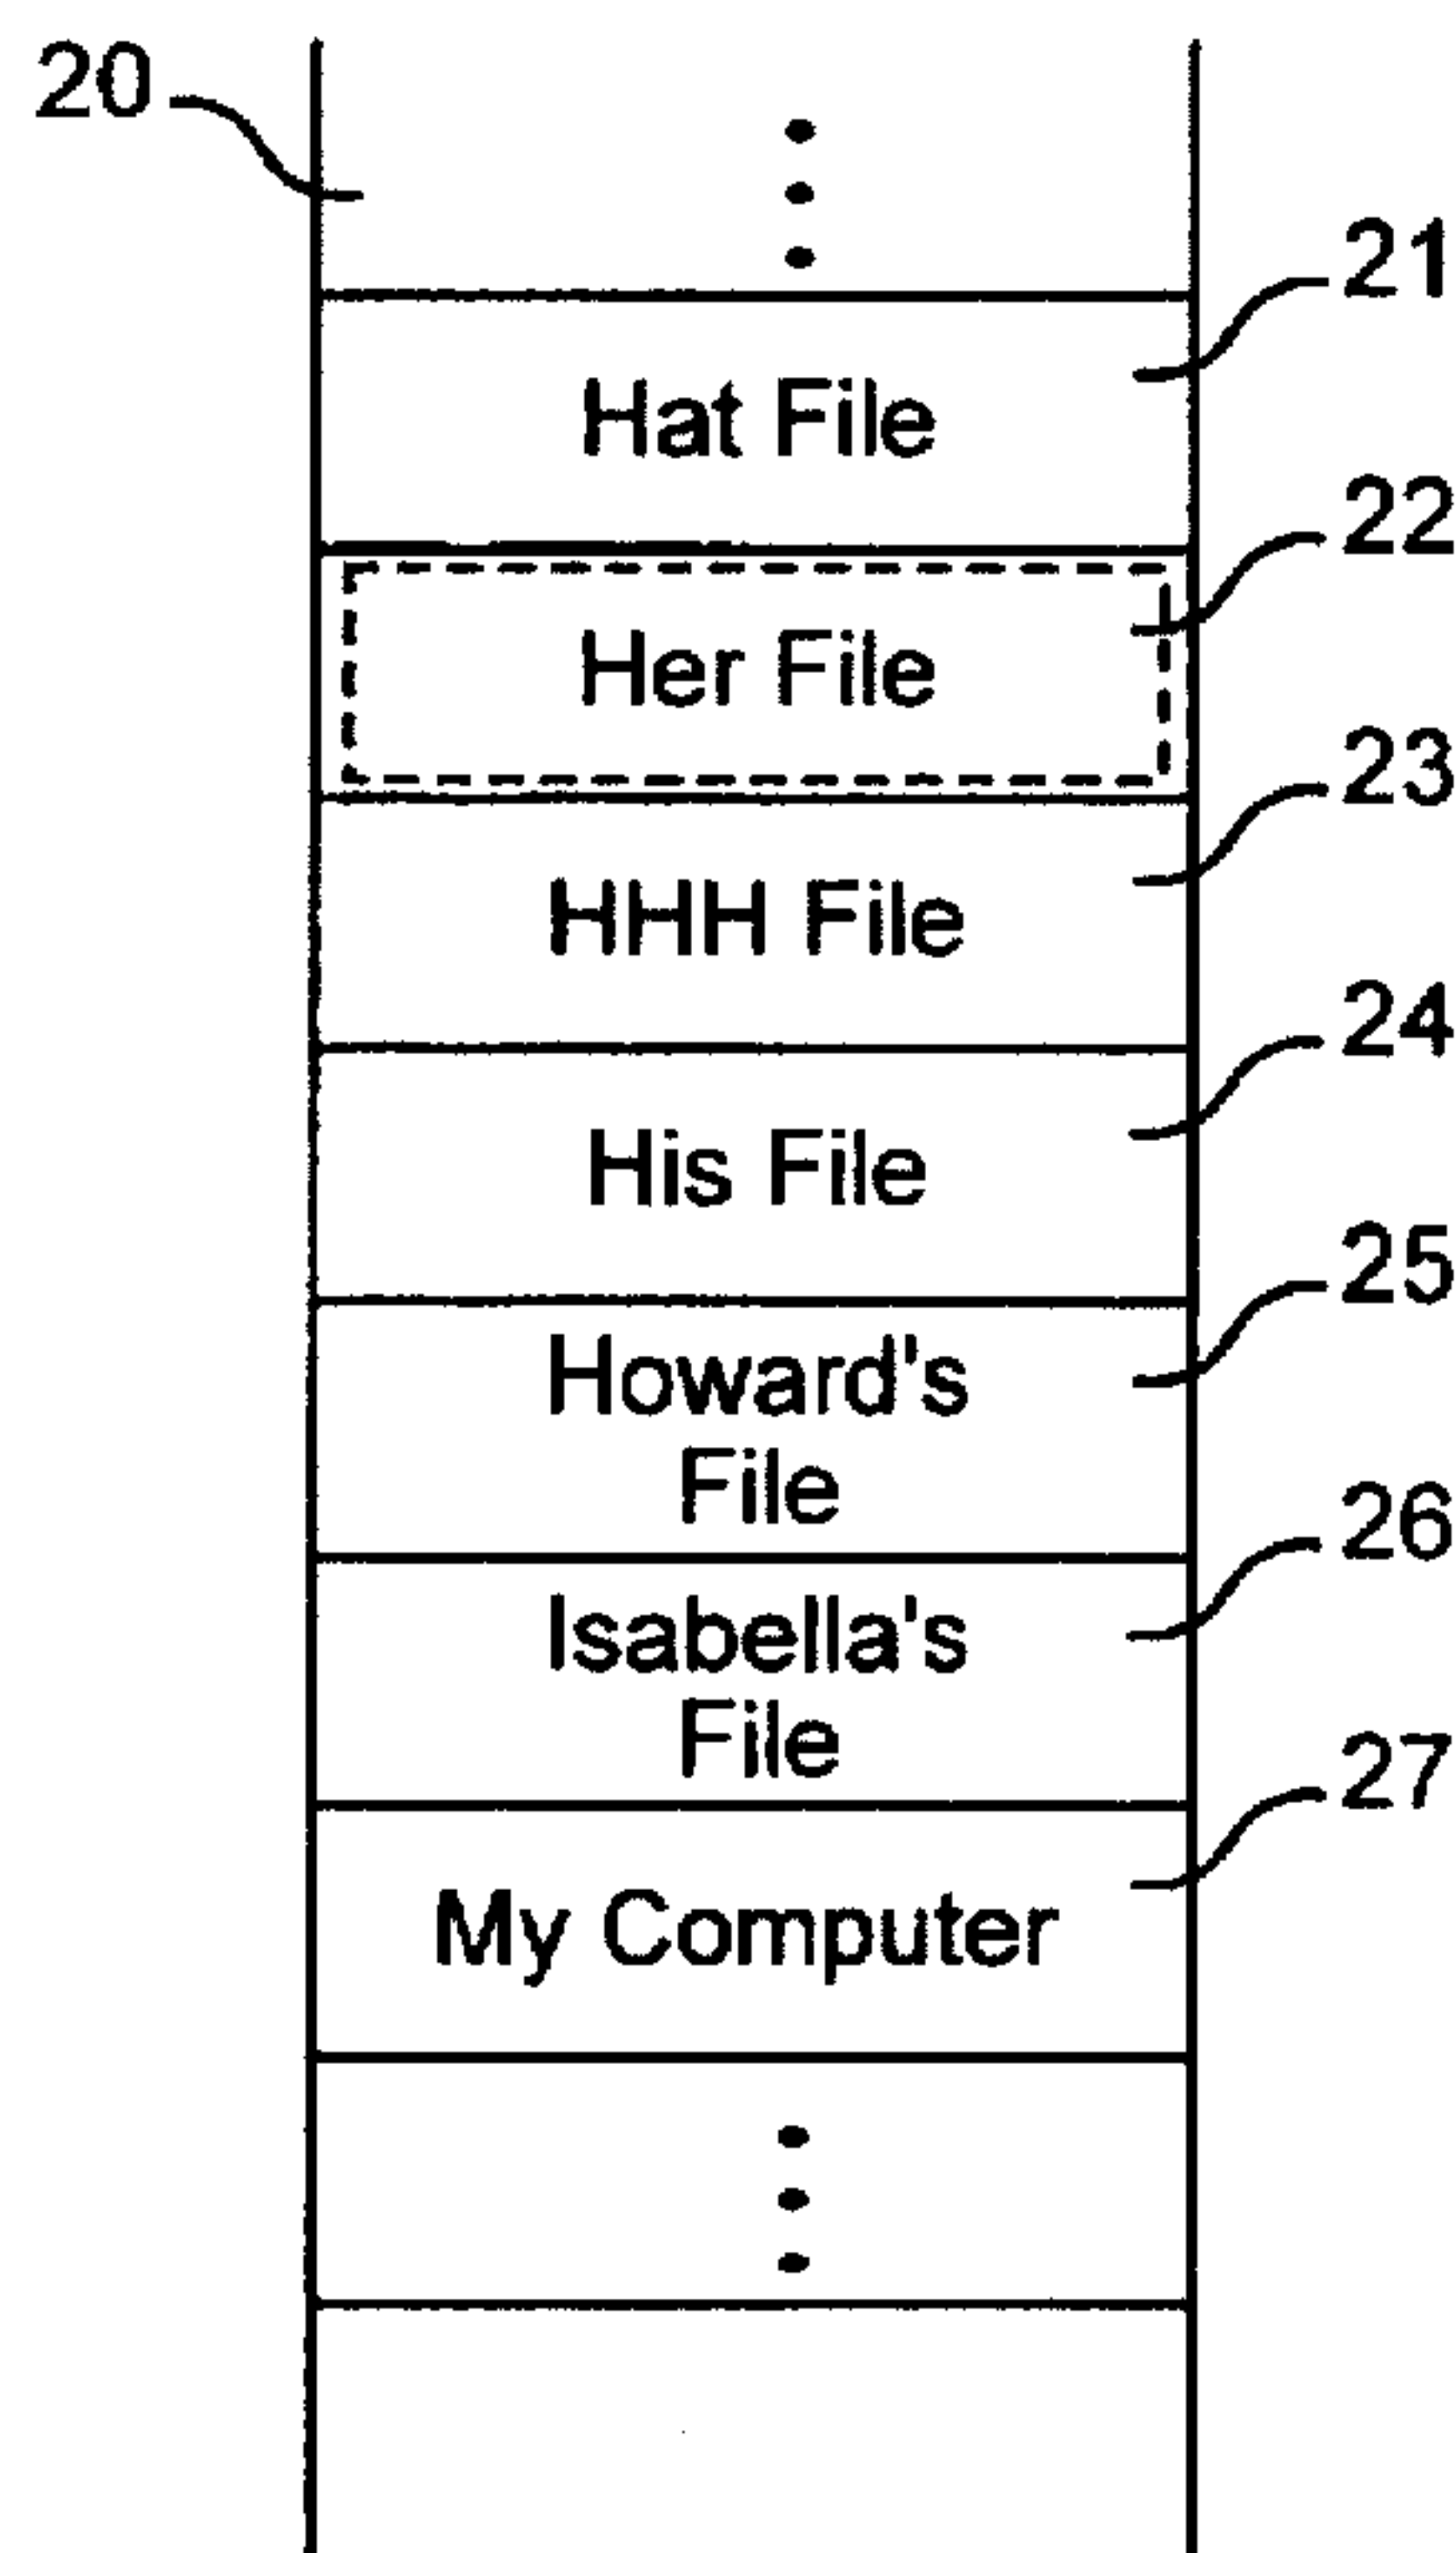 20
21
Hat File
22
Her File
23
HHH File
24
His File
25
Howard's
File
26
Isabella's
File
27
My Computer